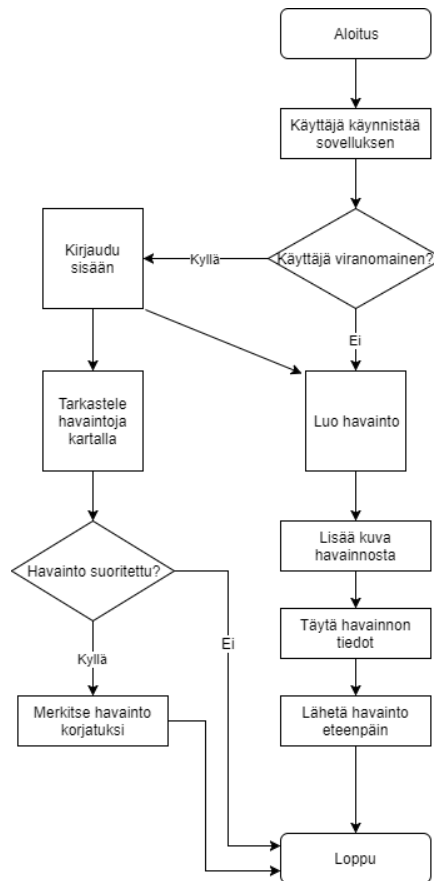 Aloitus
Käyttäjä käynnistää
sovelluksen
Käyttäjä viranomainen?
Kyllä
Kirjaudu
sisään
Ei
Tarkastele
havaintoja
kartalla
Luo havainto
Havainto suoritettu?
Lisää kuva
havainnosta
Täytä havainnon
tiedot
Ei
Kyllä
Merkitse havainto
korjatuksi
Lähetä havainto
eteenpäin
Loppu